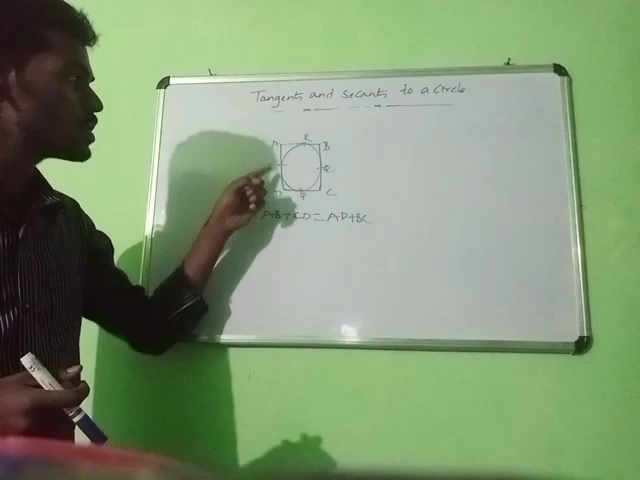 Tangents and Secants to a Circle
A R B
D C
AB+CD=AD+BC